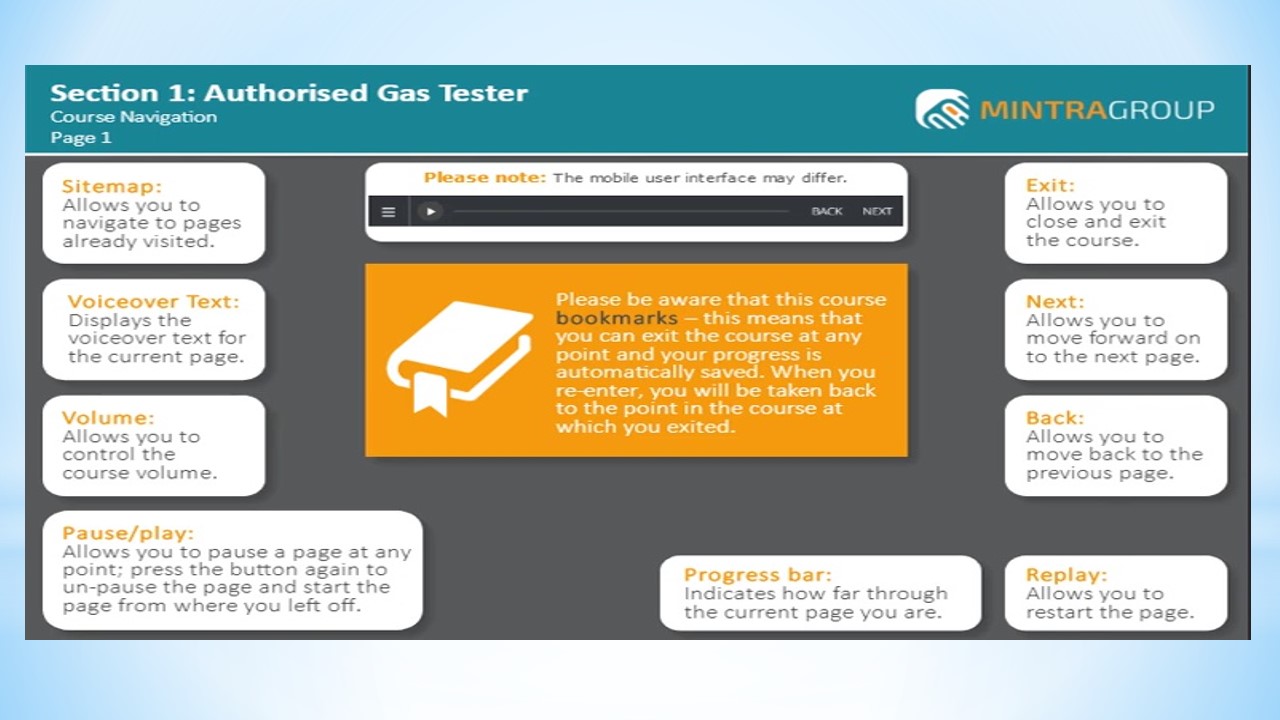 Section 1: Authorised Gas Tester
Course Navigation
Page 1
MINTRAGROUP
Sitemap:
Allows you to
navigate to pages
already visited.
Voiceover Text:
Displays the
voiceover text for
the current page.
Volume:
Allows you to
control the
course volume.
Pause/play:
Allows you to pause a page at any
point; press the button again to
un-pause the page and start the
page from where you left off.
Please note: The mobile user interface may differ.
BACK NEXT
Please be aware that this course
bookmarks – this means that
you can exit the course at any
point and your progress is
automatically saved. When you
re-enter, you will be taken back
to the point in the course at
which you exited.
Progress bar:
Indicates how far through
the current page you are.
Exit:
Allows you to
close and exit
the course.
Next:
Allows you to
move forward on
to the next page.
Back:
Allows you to
move back to the
previous page.
Replay:
Allows you to
restart the page.